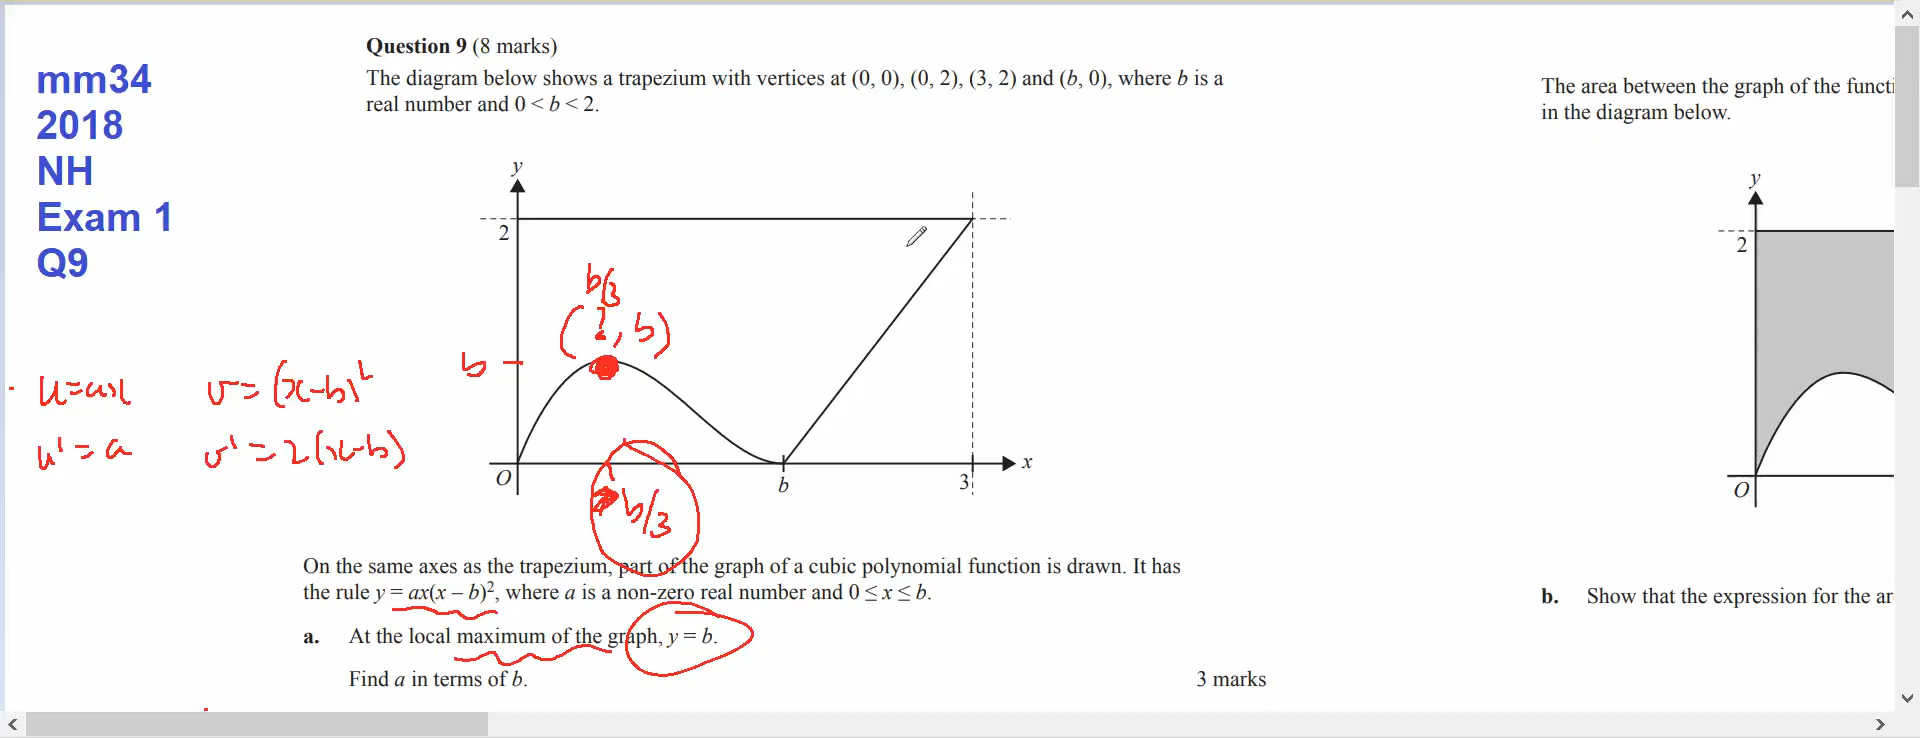 mm34
2018
NH
Exam 1
Q9
Question 9 (8 marks)
The diagram below shows a trapezium with vertices at (0, 0), (0, 2), (3, 2) and (b, 0), where b is a
real number and 0 < b < 2.
y
2
b/3
( , b)
b
O
b
3
x
b/3
u=ax v=(x-b)²
u'=a v'=2(x-b)
On the same axes as the trapezium, part of the graph of a cubic polynomial function is drawn. It has
the rule y = ax(x – b)², where a is a non-zero real number and 0 ≤ x ≤ b.
a. At the local maximum of the graph, y = b.
Find a in terms of b.
3 marks
The area between the graph of the functi
in the diagram below.
y
2
O
b. Show that the expression for the ar